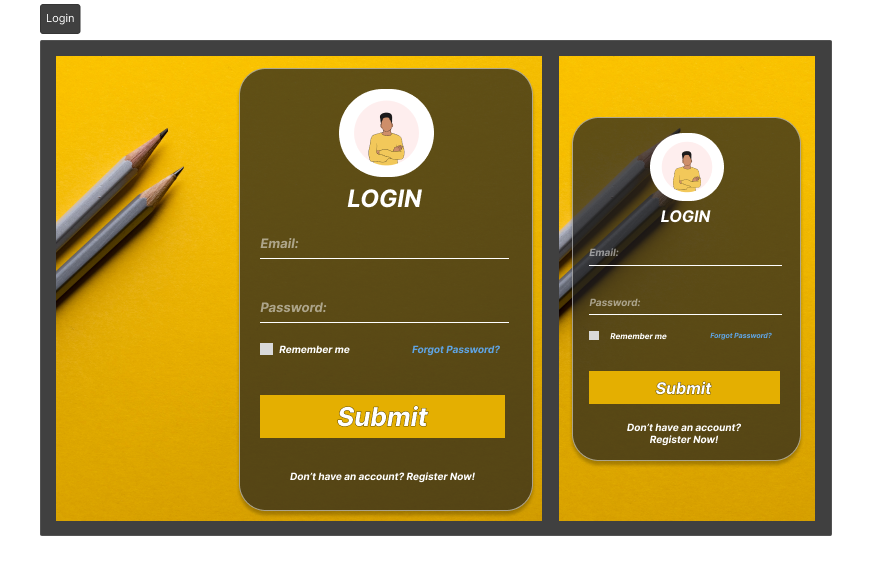 Login
LOGIN
Email:
Password:
Remember me
Forgot Password?
Submit
Don't have an account? Register Now!
LOGIN
Email:
Password:
Remember me
Forgot Password?
Submit
Don't have an account?
Register Now!